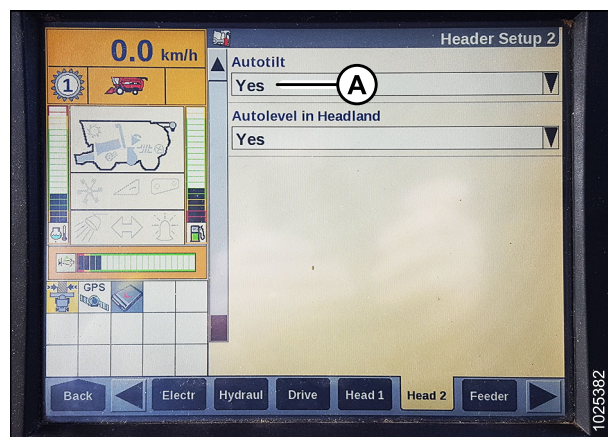 0.0 km/h
Header Setup 2
1
Autotilt
Yes
A
Autolevel in Headland
Yes
GPS
Back
Electr
Hydraul
Drive
Head 1
Head 2
Feeder
1025382